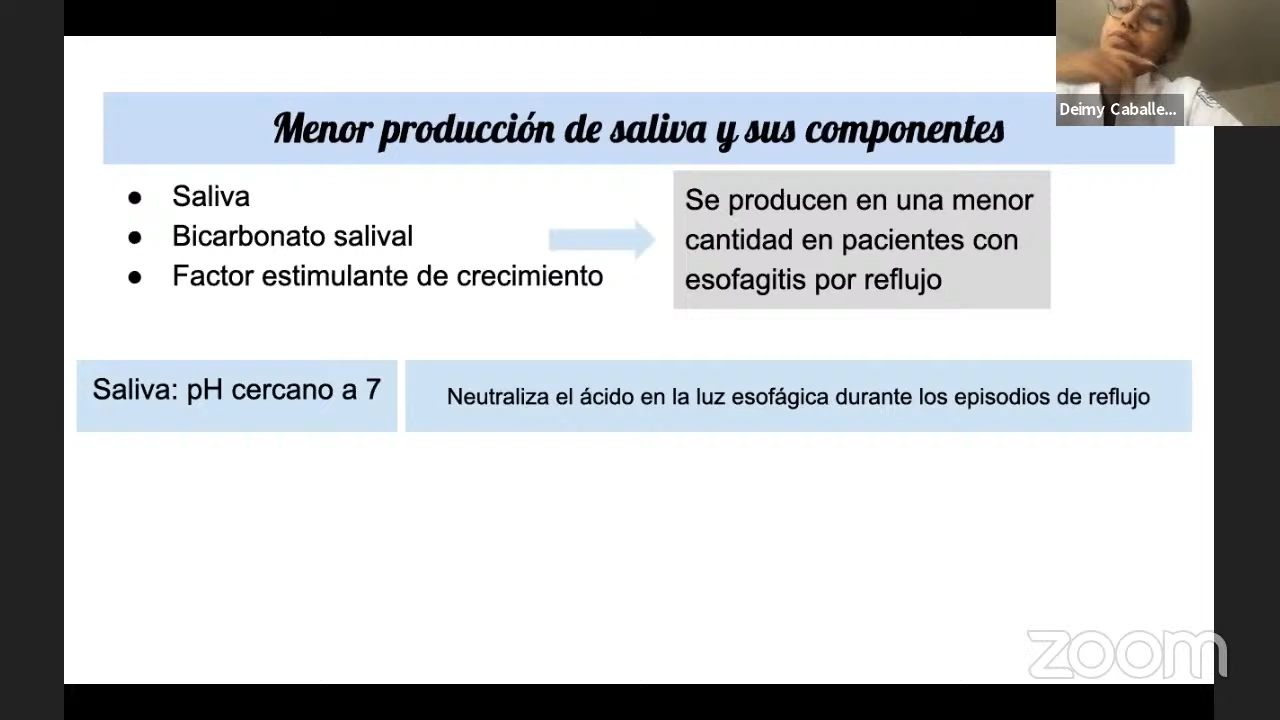 Menor producción de saliva y sus componentes
Deimy Caballe...
● Saliva
● Bicarbonato salival
● Factor estimulante de crecimiento
Se producen en una menor
cantidad en pacientes con
esofagitis por reflujo
Saliva: pH cercano a 7
Neutraliza el ácido en la luz esofágica durante los episodios de reflujo
zoom